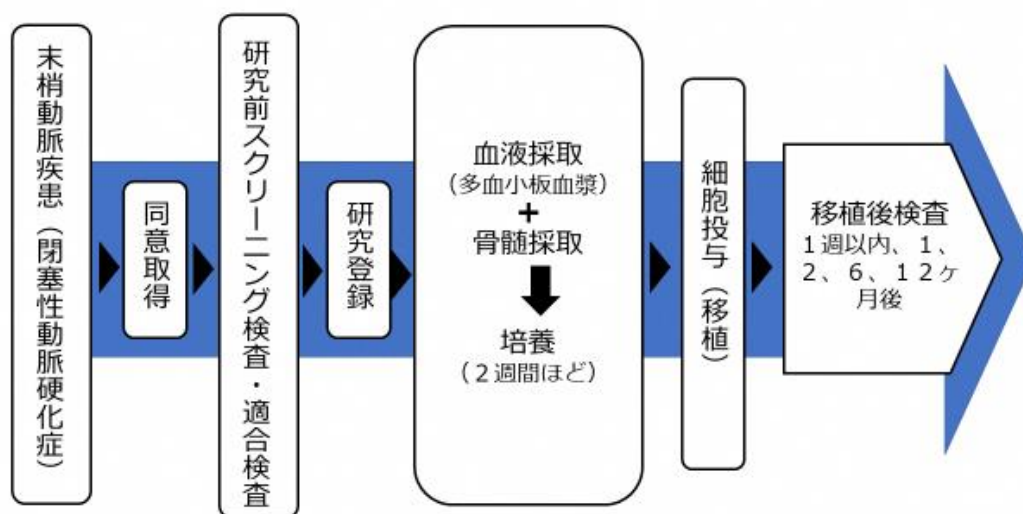 末梢動脈疾患（閉塞性動脈硬化症）
同意取得
研究前スクリーニング検査・適合検査
研究登録
血液採取
（多血小板血漿）
+
骨髄採取
培養
（２週間ほど）
細胞投与（移植）
移植後検査
１週以内、１、
２、６、１２ヶ
月後